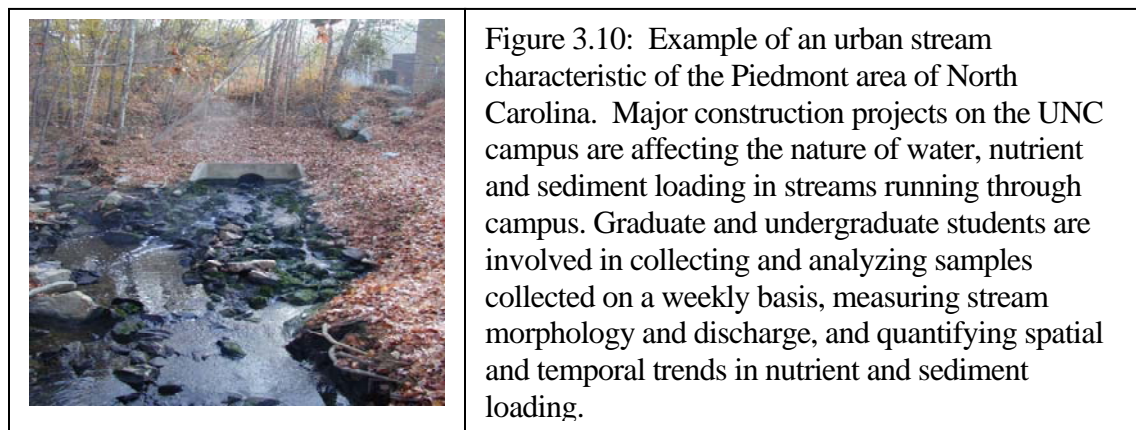 Figure 3.10: Example of an urban stream
characteristic of the Piedmont area of North
Carolina. Major construction projects on the UNC
campus are affecting the nature of water, nutrient
and sediment loading in streams running through
campus. Graduate and undergraduate students are
involved in collecting and analyzing samples
collected on a weekly basis, measuring stream
morphology and discharge, and quantifying spatial
and temporal trends in nutrient and sediment
loading.